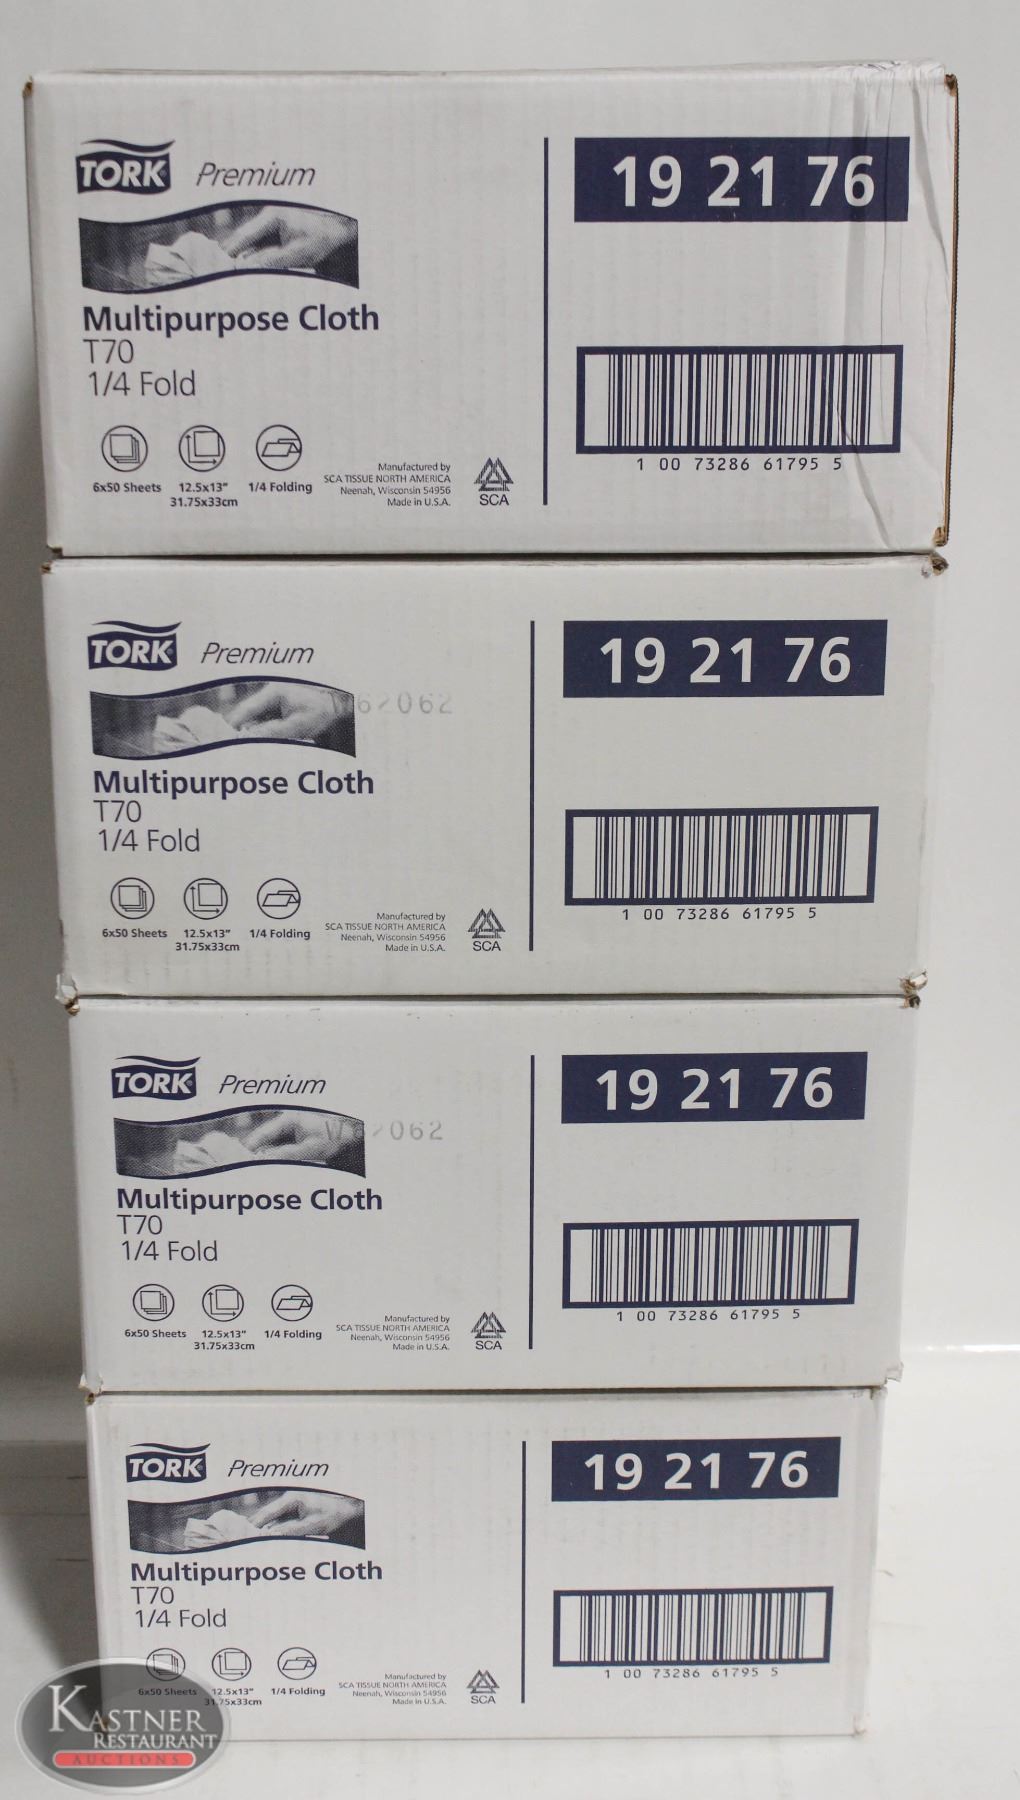 TORK Premium
Multipurpose Cloth
T70
1/4 Fold
6x50 Sheets 12.5x13" 1/4 Folding
31.75x33cm
Manufactured by
SCA TISSUE NORTH AMERICA
Neenah, Wisconsin 54956
Made in U.S.A.
SCA
19 21 76
1 00 73286 61795 5
TORK Premium
W62062
Multipurpose Cloth
T70
1/4 Fold
6x50 Sheets 12.5x13" 1/4 Folding
31.75x33cm
Manufactured by
SCA TISSUE NORTH AMERICA
Neenah, Wisconsin 54956
Made in U.S.A.
SCA
19 21 76
1 00 73286 61795 5
TORK Premium
W62062
Multipurpose Cloth
T70
1/4 Fold
6x50 Sheets 12.5x13" 1/4 Folding
31.75x33cm
Manufactured by
SCA TISSUE NORTH AMERICA
Neenah, Wisconsin 54956
Made in U.S.A.
SCA
19 21 76
1 00 73286 61795 5
TORK Premium
Multipurpose Cloth
T70
1/4 Fold
6x50 Sheets 12.5x13" 1/4 Folding
31.75x33cm
Manufactured by
SCA TISSUE NORTH AMERICA
Neenah, Wisconsin 54956
Made in U.S.A.
SCA
19 21 76
1 00 73286 61795 5
KASTNER
RESTAURANT
AUCTIONS